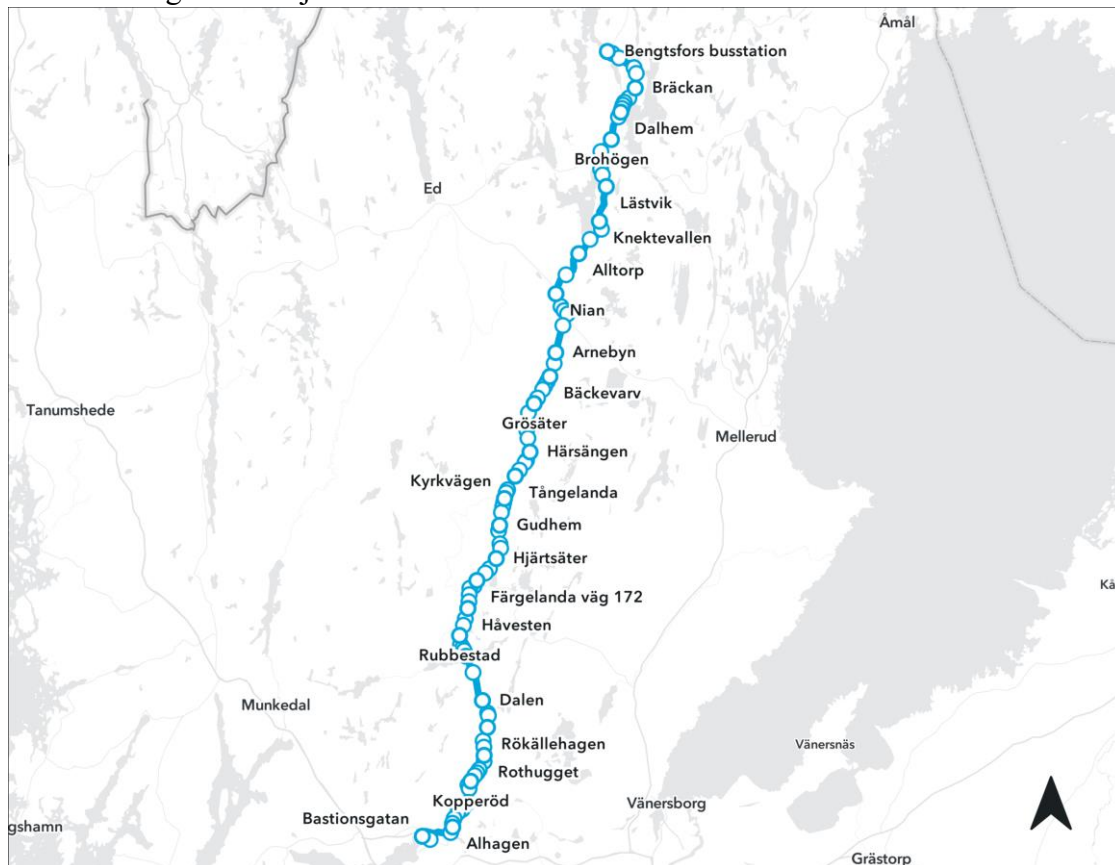 Åmål
Bengtsfors busstation
Bräckan
Dalhem
Brohögen
Ed
Lästvik
Knektevallen
Alltorp
Nian
Arnebyn
Bäckevarv
Tanumshede
Grösäter
Mellerud
Härsängen
Kyrkvägen
Tångelanda
Gudhem
Hjärtsäter
Kå
Färgelanda väg 172
Håvesten
Rubbestad
Munkedal
Dalen
Rökällehagen
Vänersnäs
Rothugget
Kopperöd
Vänersborg
Bastionsgatan
gshamn
Alhagen
Grästorp